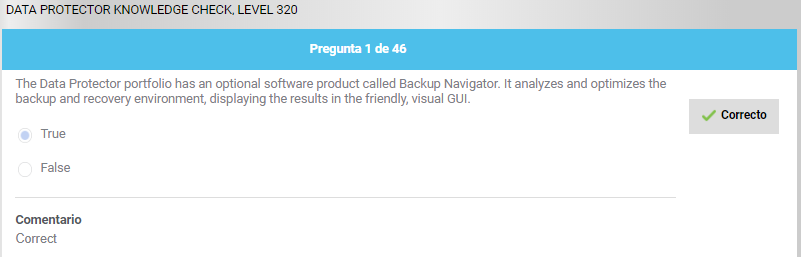 DATA PROTECTOR KNOWLEDGE CHECK, LEVEL 320
Pregunta 1 de 46
The Data Protector portfolio has an optional software product called Backup Navigator. It analyzes and optimizes the
backup and recovery environment, displaying the results in the friendly, visual GUI.
Correcto
True
False
Comentario
Correct